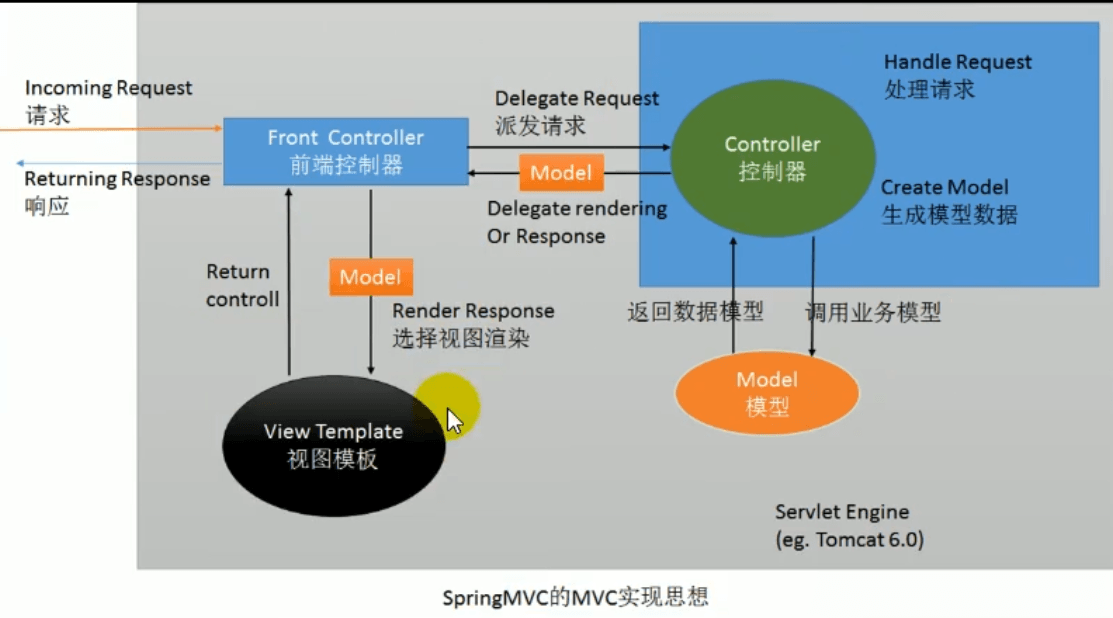 Incoming Request
请求
Returning Response
响应
Front Controller
前端控制器
Delegate Request
派发请求
Model
Delegate rendering
Or Response
Controller
控制器
Handle Request
处理请求
Create Model
生成模型数据
Return
controll
Model
Render Response
选择视图渲染
返回数据模型
调用业务模型
Model
模型
View Template
视图模板
Servlet Engine
(eg. Tomcat 6.0)
SpringMVC的MVC实现思想